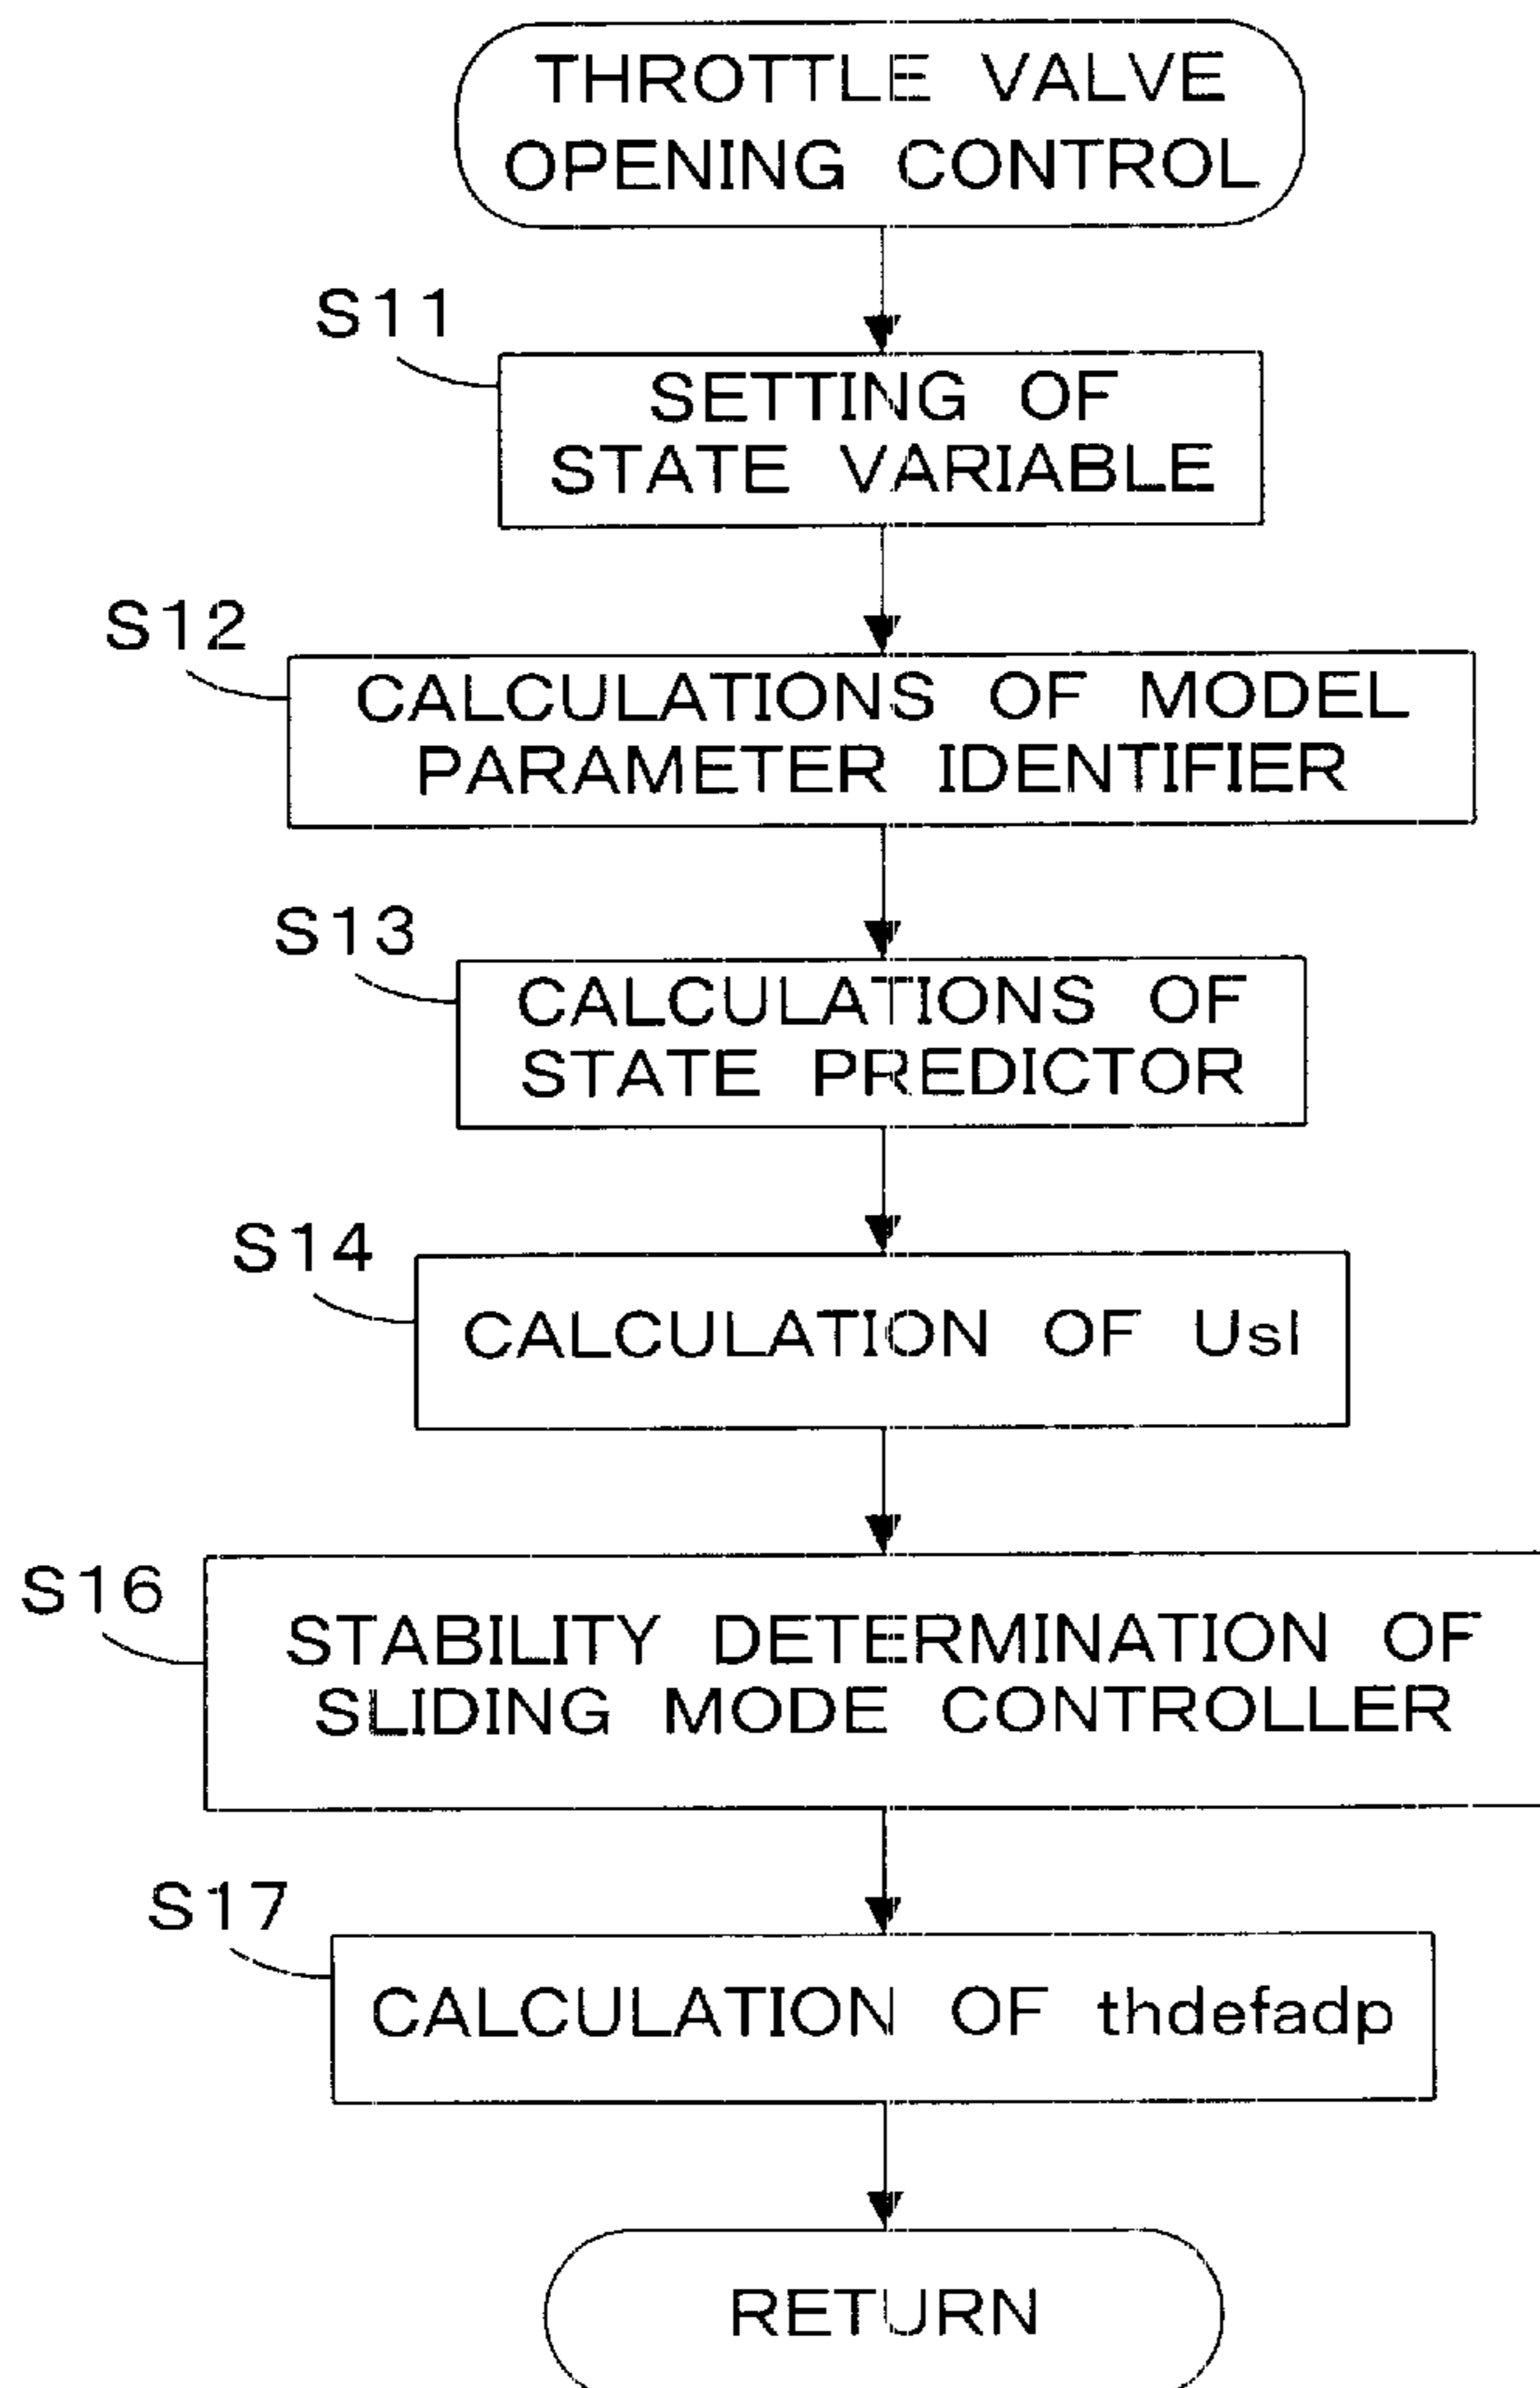 THROTTLE VALVE
OPENING CONTROL
S11
SETTING OF
STATE VARIABLE
S12
CALCULATIONS OF MODEL
PARAMETER IDENTIFIER
S13
CALCULATIONS OF
STATE PREDICTOR
S14
CALCULATION OF Usl
S16
STABILITY DETERMINATION OF
SLIDING MODE CONTROLLER
S17
CALCULATION OF thdefadp
RETURN